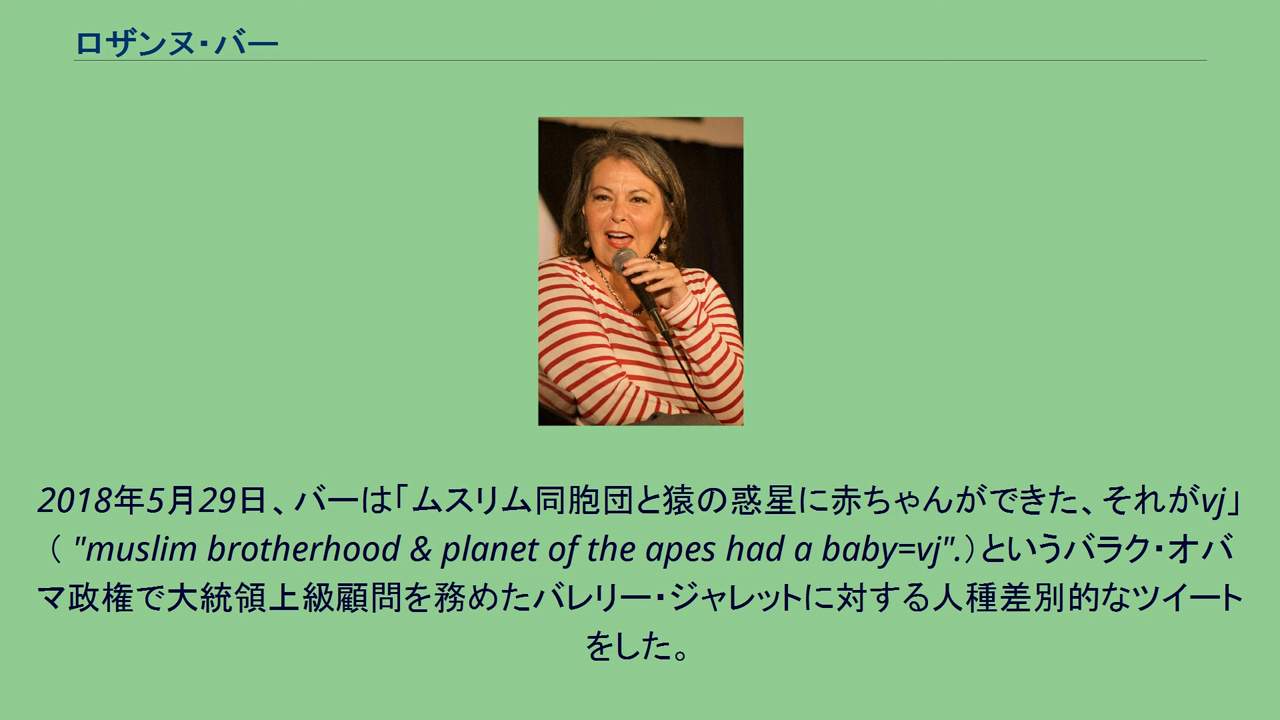 ロザンヌ・バー
2018年5月29日、バーは「ムスリム同胞団と猿の惑星に赤ちゃんができた、それがvj」
（ "muslim brotherhood & planet of the apes had a baby=vj".）というバラク・オバ
マ政権で大統領上級顧問を務めたバレリー・ジャレットに対する人種差別的なツイート
をした。